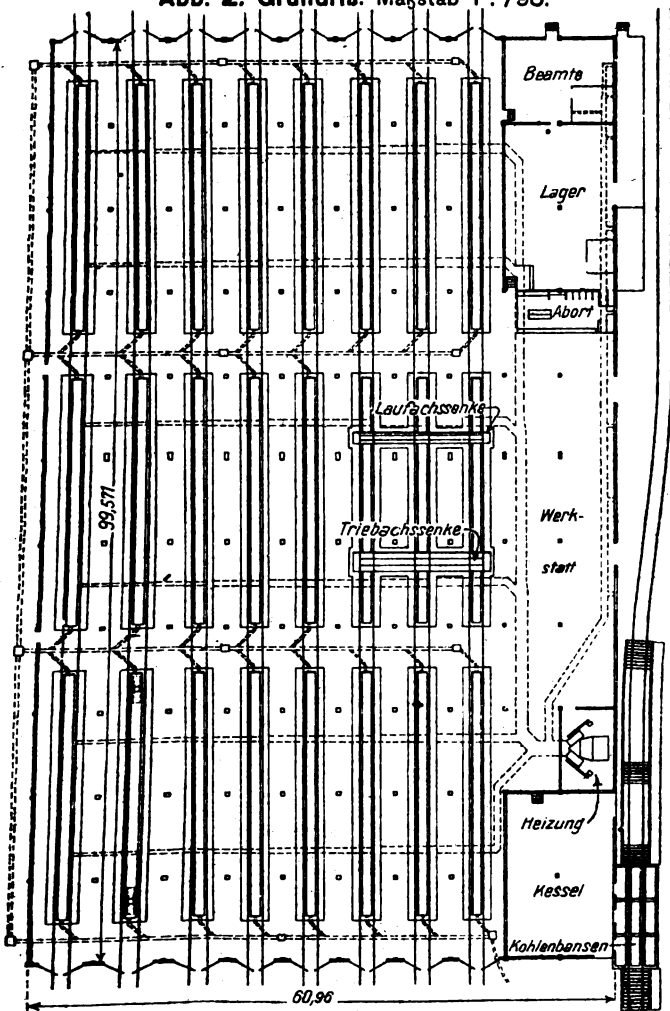 Abb. 2. Grundriß. Maßstab 1 : 750.
Beamte
Lager
Abort
Laufachssenke
99,571
Triebachssenke
Werk-
statt
Heizung
Kessel
Kohlenbansen
60,96